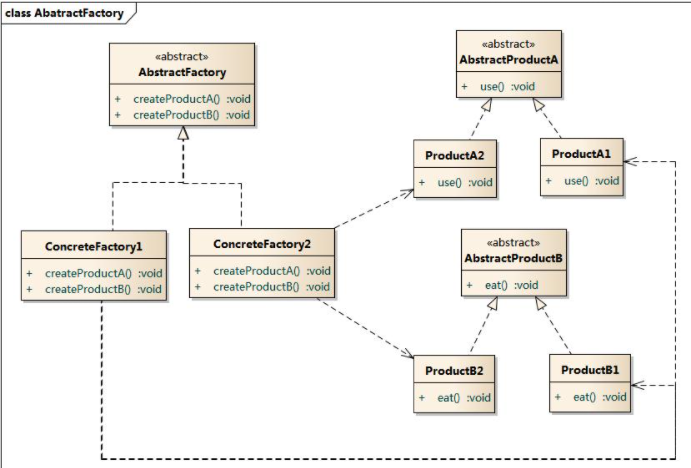 class AbatractFactory
«abstract»
AbstractFactory
+ createProductA() :void
+ createProductB() :void
«abstract»
AbstractProductA
+ use() :void
ProductA2
+ use() :void
ProductA1
+ use() :void
ConcreteFactory1
+ createProductA() :void
+ createProductB() :void
ConcreteFactory2
+ createProductA() :void
+ createProductB() :void
«abstract»
AbstractProductB
+ eat() :void
ProductB2
+ eat() :void
ProductB1
+ eat() :void